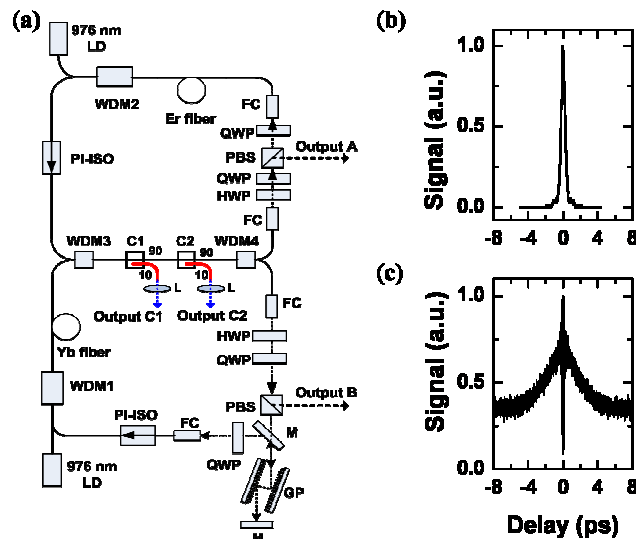 (a)
976 nm
LD
WDM2
Er fiber
FC
QWP
PBS
Output A
QWP
HWP
FC
PI-ISO
WDM3
C1
90
10
C2
90
10
WDM4
L
L
Output C1
Output C2
FC
HWP
QWP
Yb fiber
WDM1
PBS
Output B
PI-ISO
FC
QWP
M
976 nm
LD
GP
M
(b)
Signal (a.u.)
1.0
0.5
0.0
-8
-4
0
4
8
(c)
Signal (a.u.)
1.0
0.5
0.0
-8
-4
0
4
8
Delay (ps)